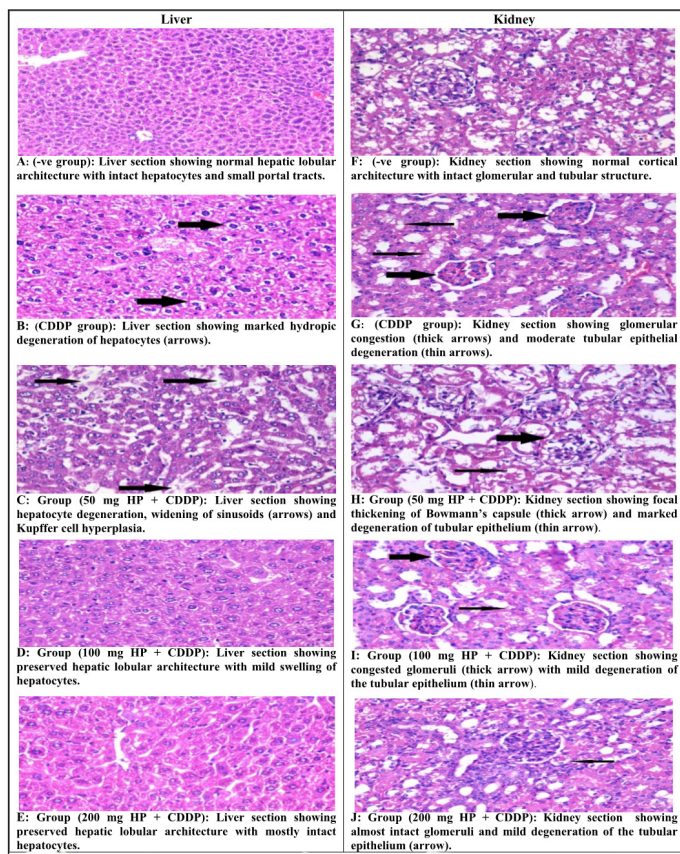 Liver
Kidney
A: (-ve group): Liver section showing normal hepatic lobular
architecture with intact hepatocytes and small portal tracts.
F: (-ve group): Kidney section showing normal cortical
architecture with intact glomerular and tubular structure.
B: (CDDP group): Liver section showing marked hydropic
degeneration of hepatocytes (arrows).
G: (CDDP group): Kidney section showing glomerular
congestion (thick arrows) and moderate tubular epithelial
degeneration (thin arrows).
C: Group (50 mg HP + CDDP): Liver section showing
hepatocyte degeneration, widening of sinusoids (arrows) and
Kupffer cell hyperplasia.
H: Group (50 mg HP + CDDP): Kidney section showing focal
thickening of Bowmann's capsule (thick arrow) and marked
degeneration of tubular epithelium (thin arrow).
D: Group (100 mg HP + CDDP): Liver section showing
preserved hepatic lobular architecture with mild swelling of
hepatocytes.
I: Group (100 mg HP + CDDP): Kidney section showing
congested glomeruli (thick arrow) with mild degeneration of
the tubular epithelium (thin arrow).
E: Group (200 mg HP + CDDP): Liver section showing
preserved hepatic lobular architecture with mostly intact
hepatocytes.
J: Group (200 mg HP + CDDP): Kidney section showing
almost intact glomeruli and mild degeneration of the tubular
epithelium (arrow).